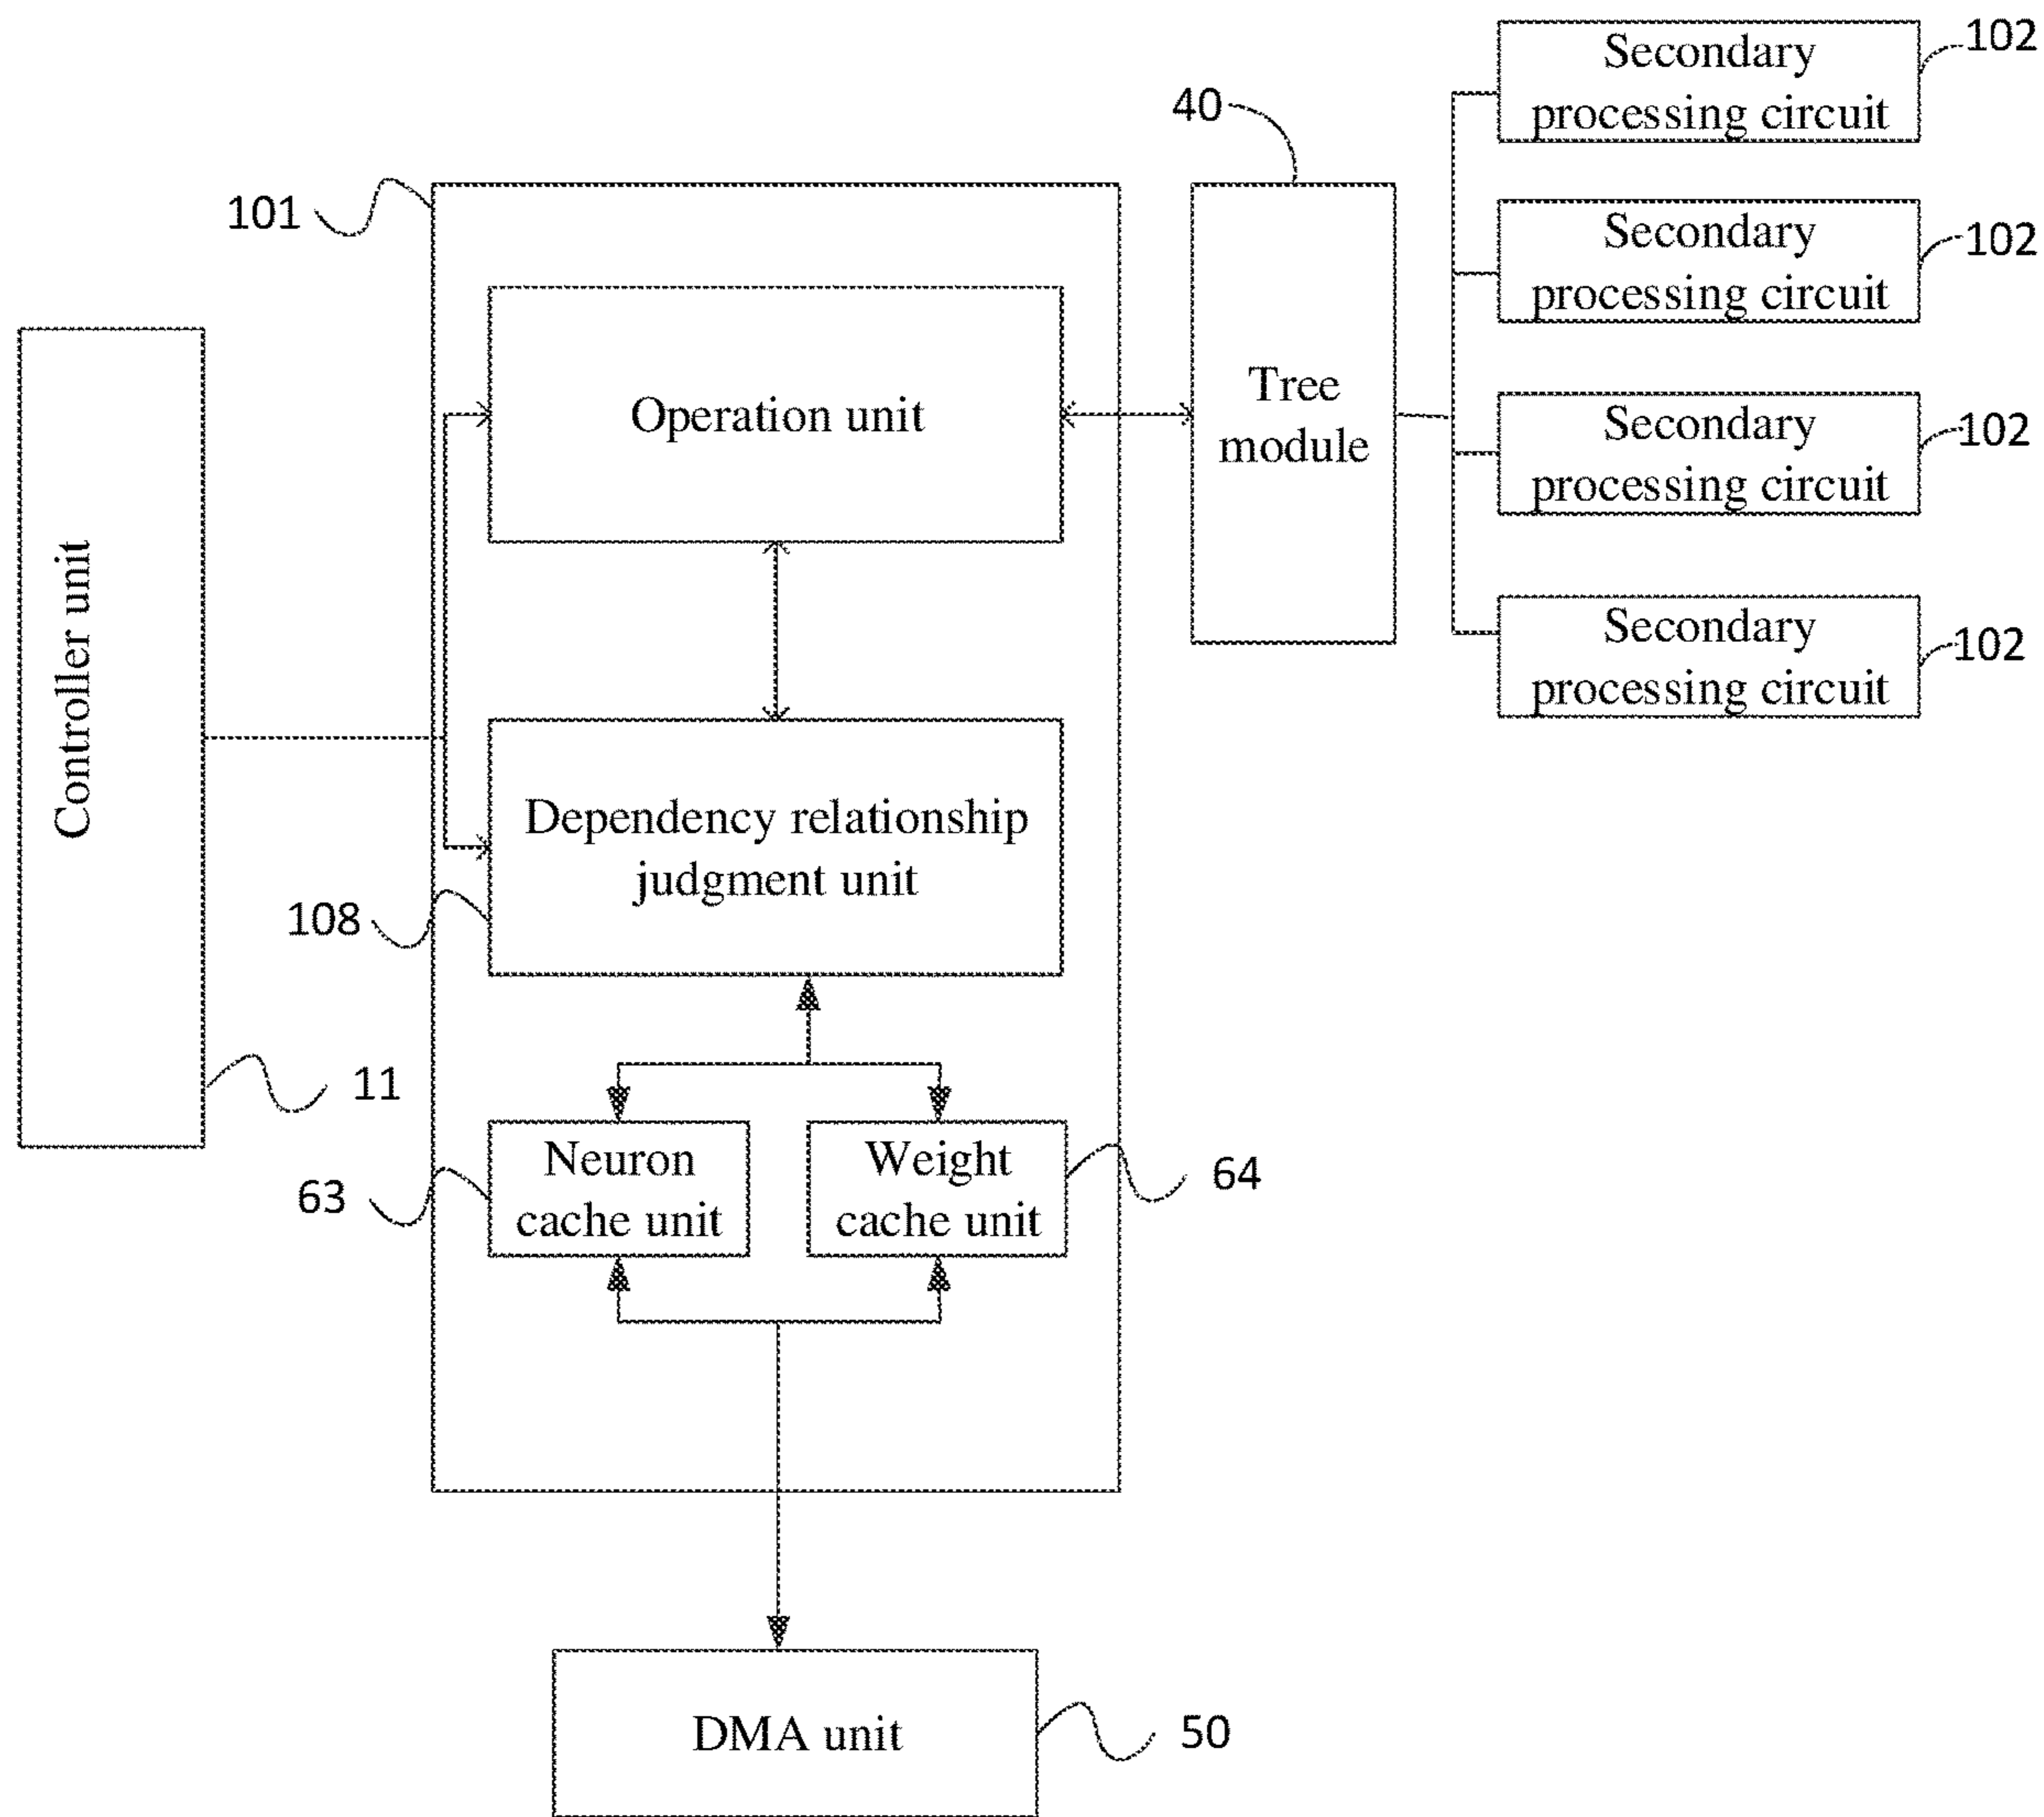 Secondary
processing circuit
102
40
Secondary
processing circuit
102
101
Tree
module
Operation unit
Secondary
processing circuit
102
Controller unit
Secondary
processing circuit
102
Dependency relationship
judgment unit
108
11
Neuron
cache unit
63
Weight
cache unit
64
DMA unit
50